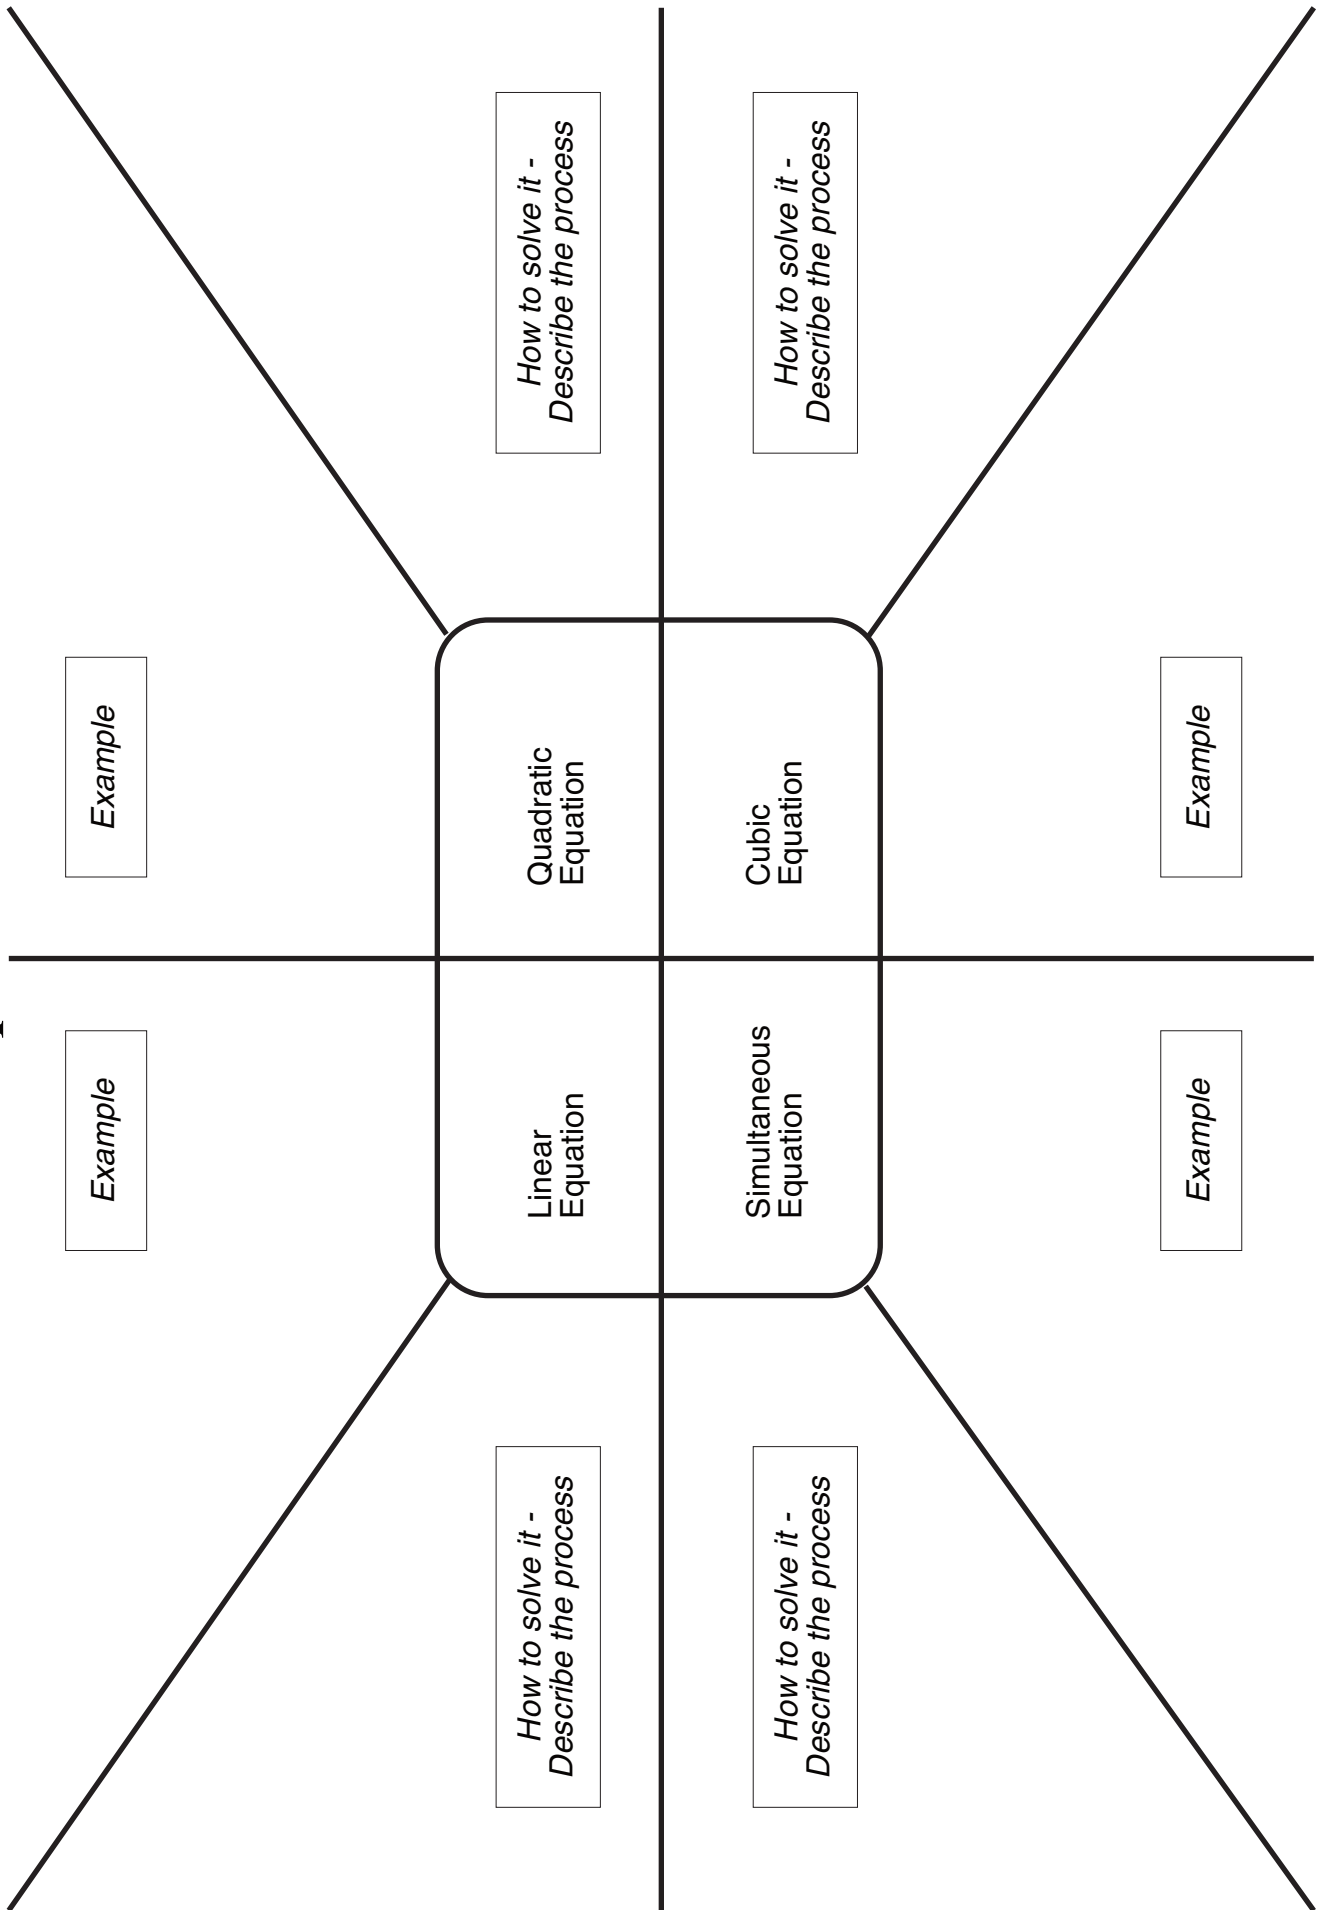 Example
Example
How to solve it -
Describe the process
Linear
Equation
Quadratic
Equation
How to solve it -
Describe the process
How to solve it -
Describe the process
Simultaneous
Equation
Cubic
Equation
How to solve it -
Describe the process
Example
Example